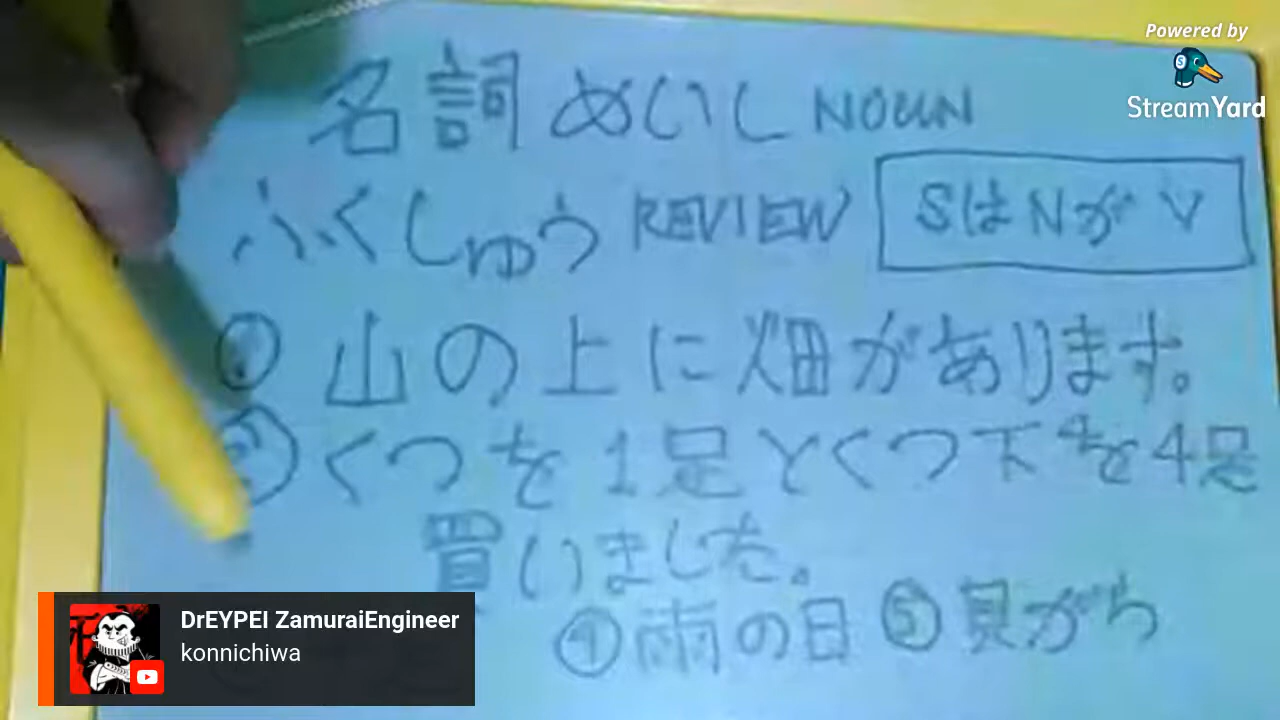 Powered by
StreamYard
名詞 めいし NOUN
ふくしゅう REVIEW SはNがV
① 山の上に畑があります。
② くつを1足とくつ下を4足
買いました。
④ 雨の日 ⑤ 貝がら
DrEYPEI ZamuraiEngineer
konnichiwa